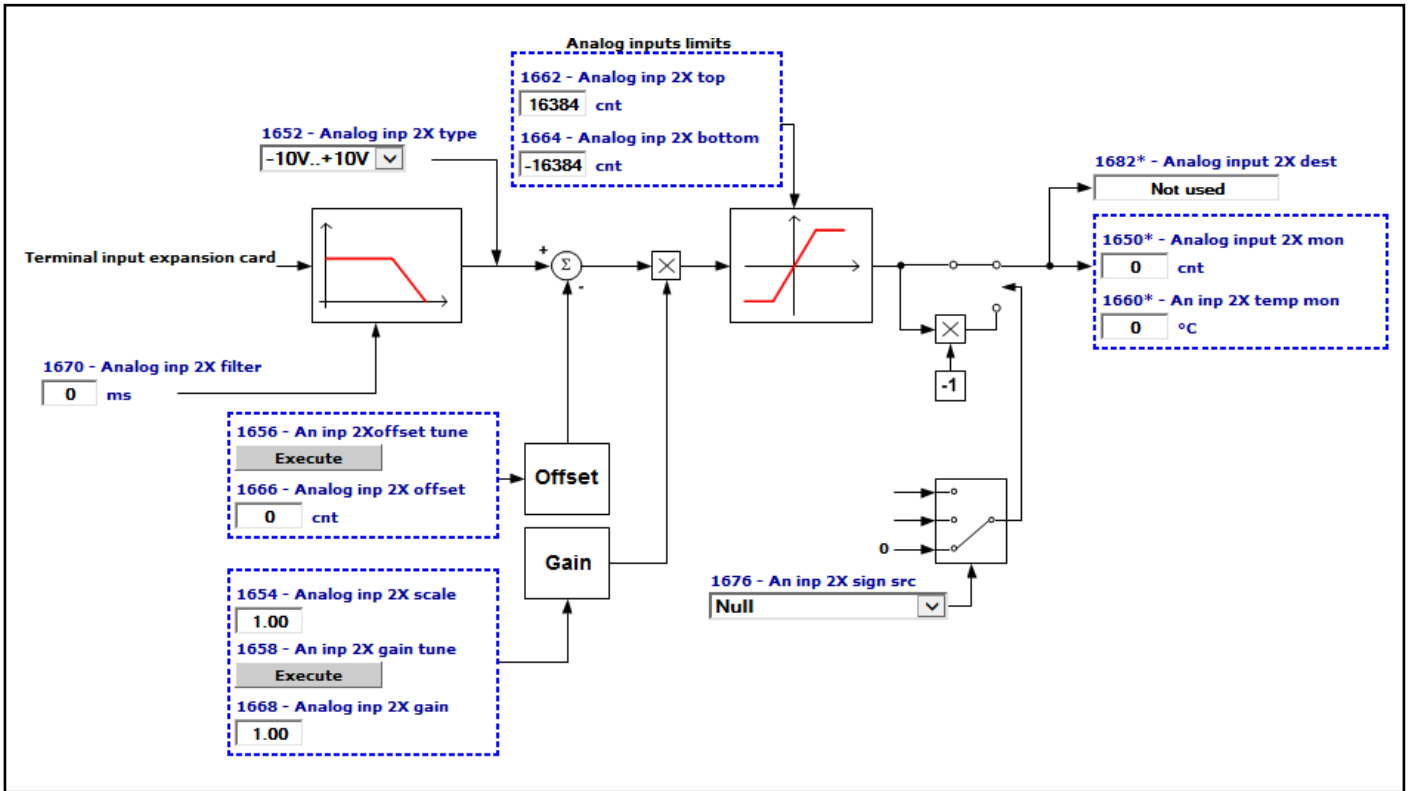 Analog inputs limits
1662 - Analog inp 2X top
16384 cnt
1664 - Analog inp 2X bottom
-16384 cnt
1652 - Analog inp 2X type
-10V..+10V
1682* - Analog input 2X dest
Not used
Terminal input expansion card
+
Σ
-
1650* - Analog input 2X mon
0 cnt
1660* - An inp 2X temp mon
0 °C
-1
1670 - Analog inp 2X filter
0 ms
1656 - An inp 2Xoffset tune
Execute
1666 - Analog inp 2X offset
0 cnt
Offset
Gain
0
1676 - An inp 2X sign src
Null
1654 - Analog inp 2X scale
1.00
1658 - An inp 2X gain tune
Execute
1668 - Analog inp 2X gain
1.00